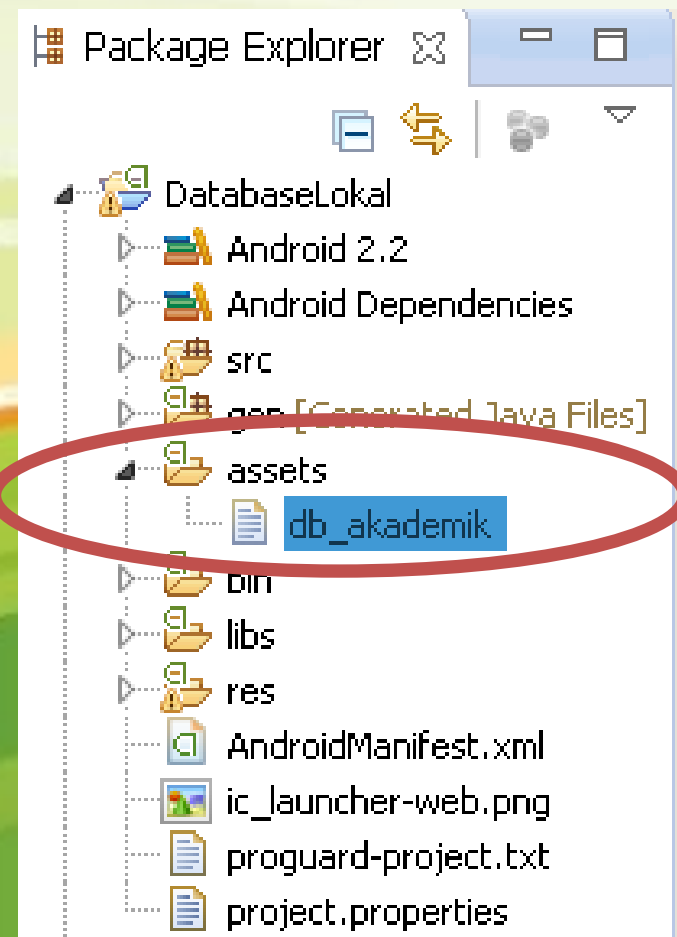 Package Explorer
DatabaseLokal
Android 2.2
Android Dependencies
src
gen [Generated Java Files]
assets
db_akademik
bin
libs
res
AndroidManifest.xml
ic_launcher-web.png
proguard-project.txt
project.properties